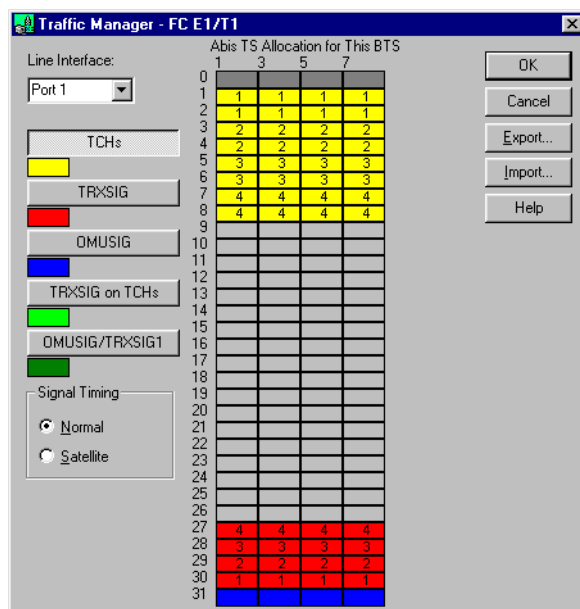 Traffic Manager - FC E1/T1
Line Interface:
Port 1
TCHs
TRXSIG
OMUSIG
TRXSIG on TCHs
OMUSIG/TRXSIG1
Signal Timing
Normal
Satellite
Abis TS Allocation for This BTS
1 3 5 7
0
1 1 1 1 1
2 1 1 1 1
3 2 2 2 2
4 2 2 2 2
5 3 3 3 3
6 3 3 3 3
7 4 4 4 4
8 4 4 4 4
9
10
11
12
13
14
15
16
17
18
19
20
21
22
23
24
25
26
27 4 4 4 4
28 3 3 3 3
29 2 2 2 2
30 1 1 1 1
31
OK
Cancel
Export...
Import...
Help